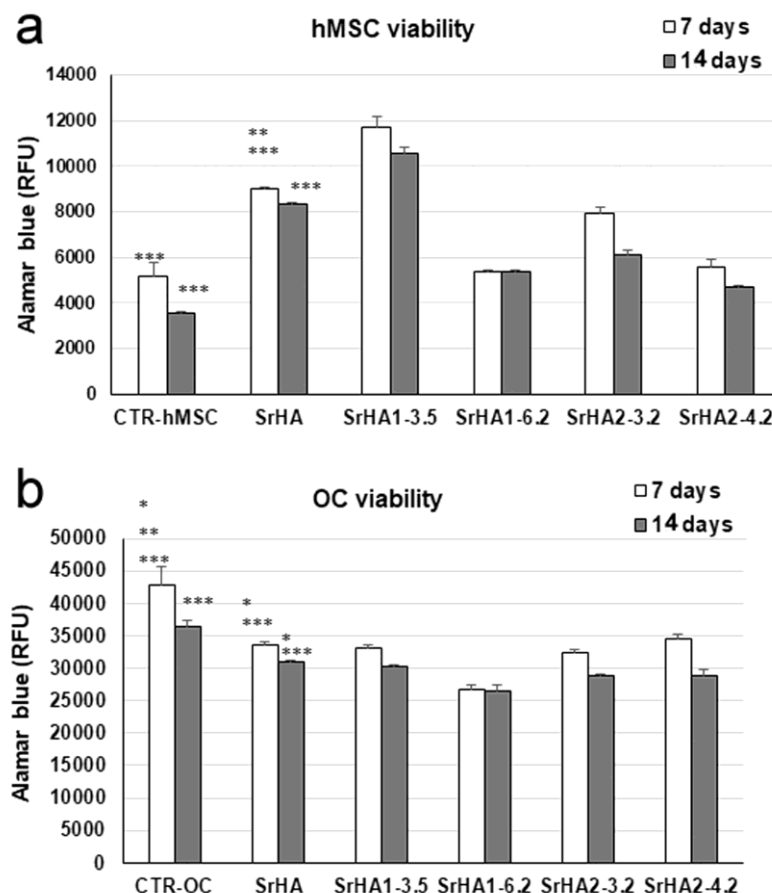 a
hMSC viability
7 days
14 days
Alamar blue (RFU)
14000
12000
10000
8000
6000
4000
2000
0
**
***
***
***
***
CTR-hMSC SrHA SrHA1-3.5 SrHA1-6.2 SrHA2-3.2 SrHA2-4.2
b
OC viability
7 days
14 days
Alamar blue (RFU)
50000
45000
40000
35000
30000
25000
20000
15000
10000
5000
0
*
**
***
***
*
***
*
***
CTR-OC SrHA SrHA1-3.5 SrHA1-6.2 SrHA2-3.2 SrHA2-4.2